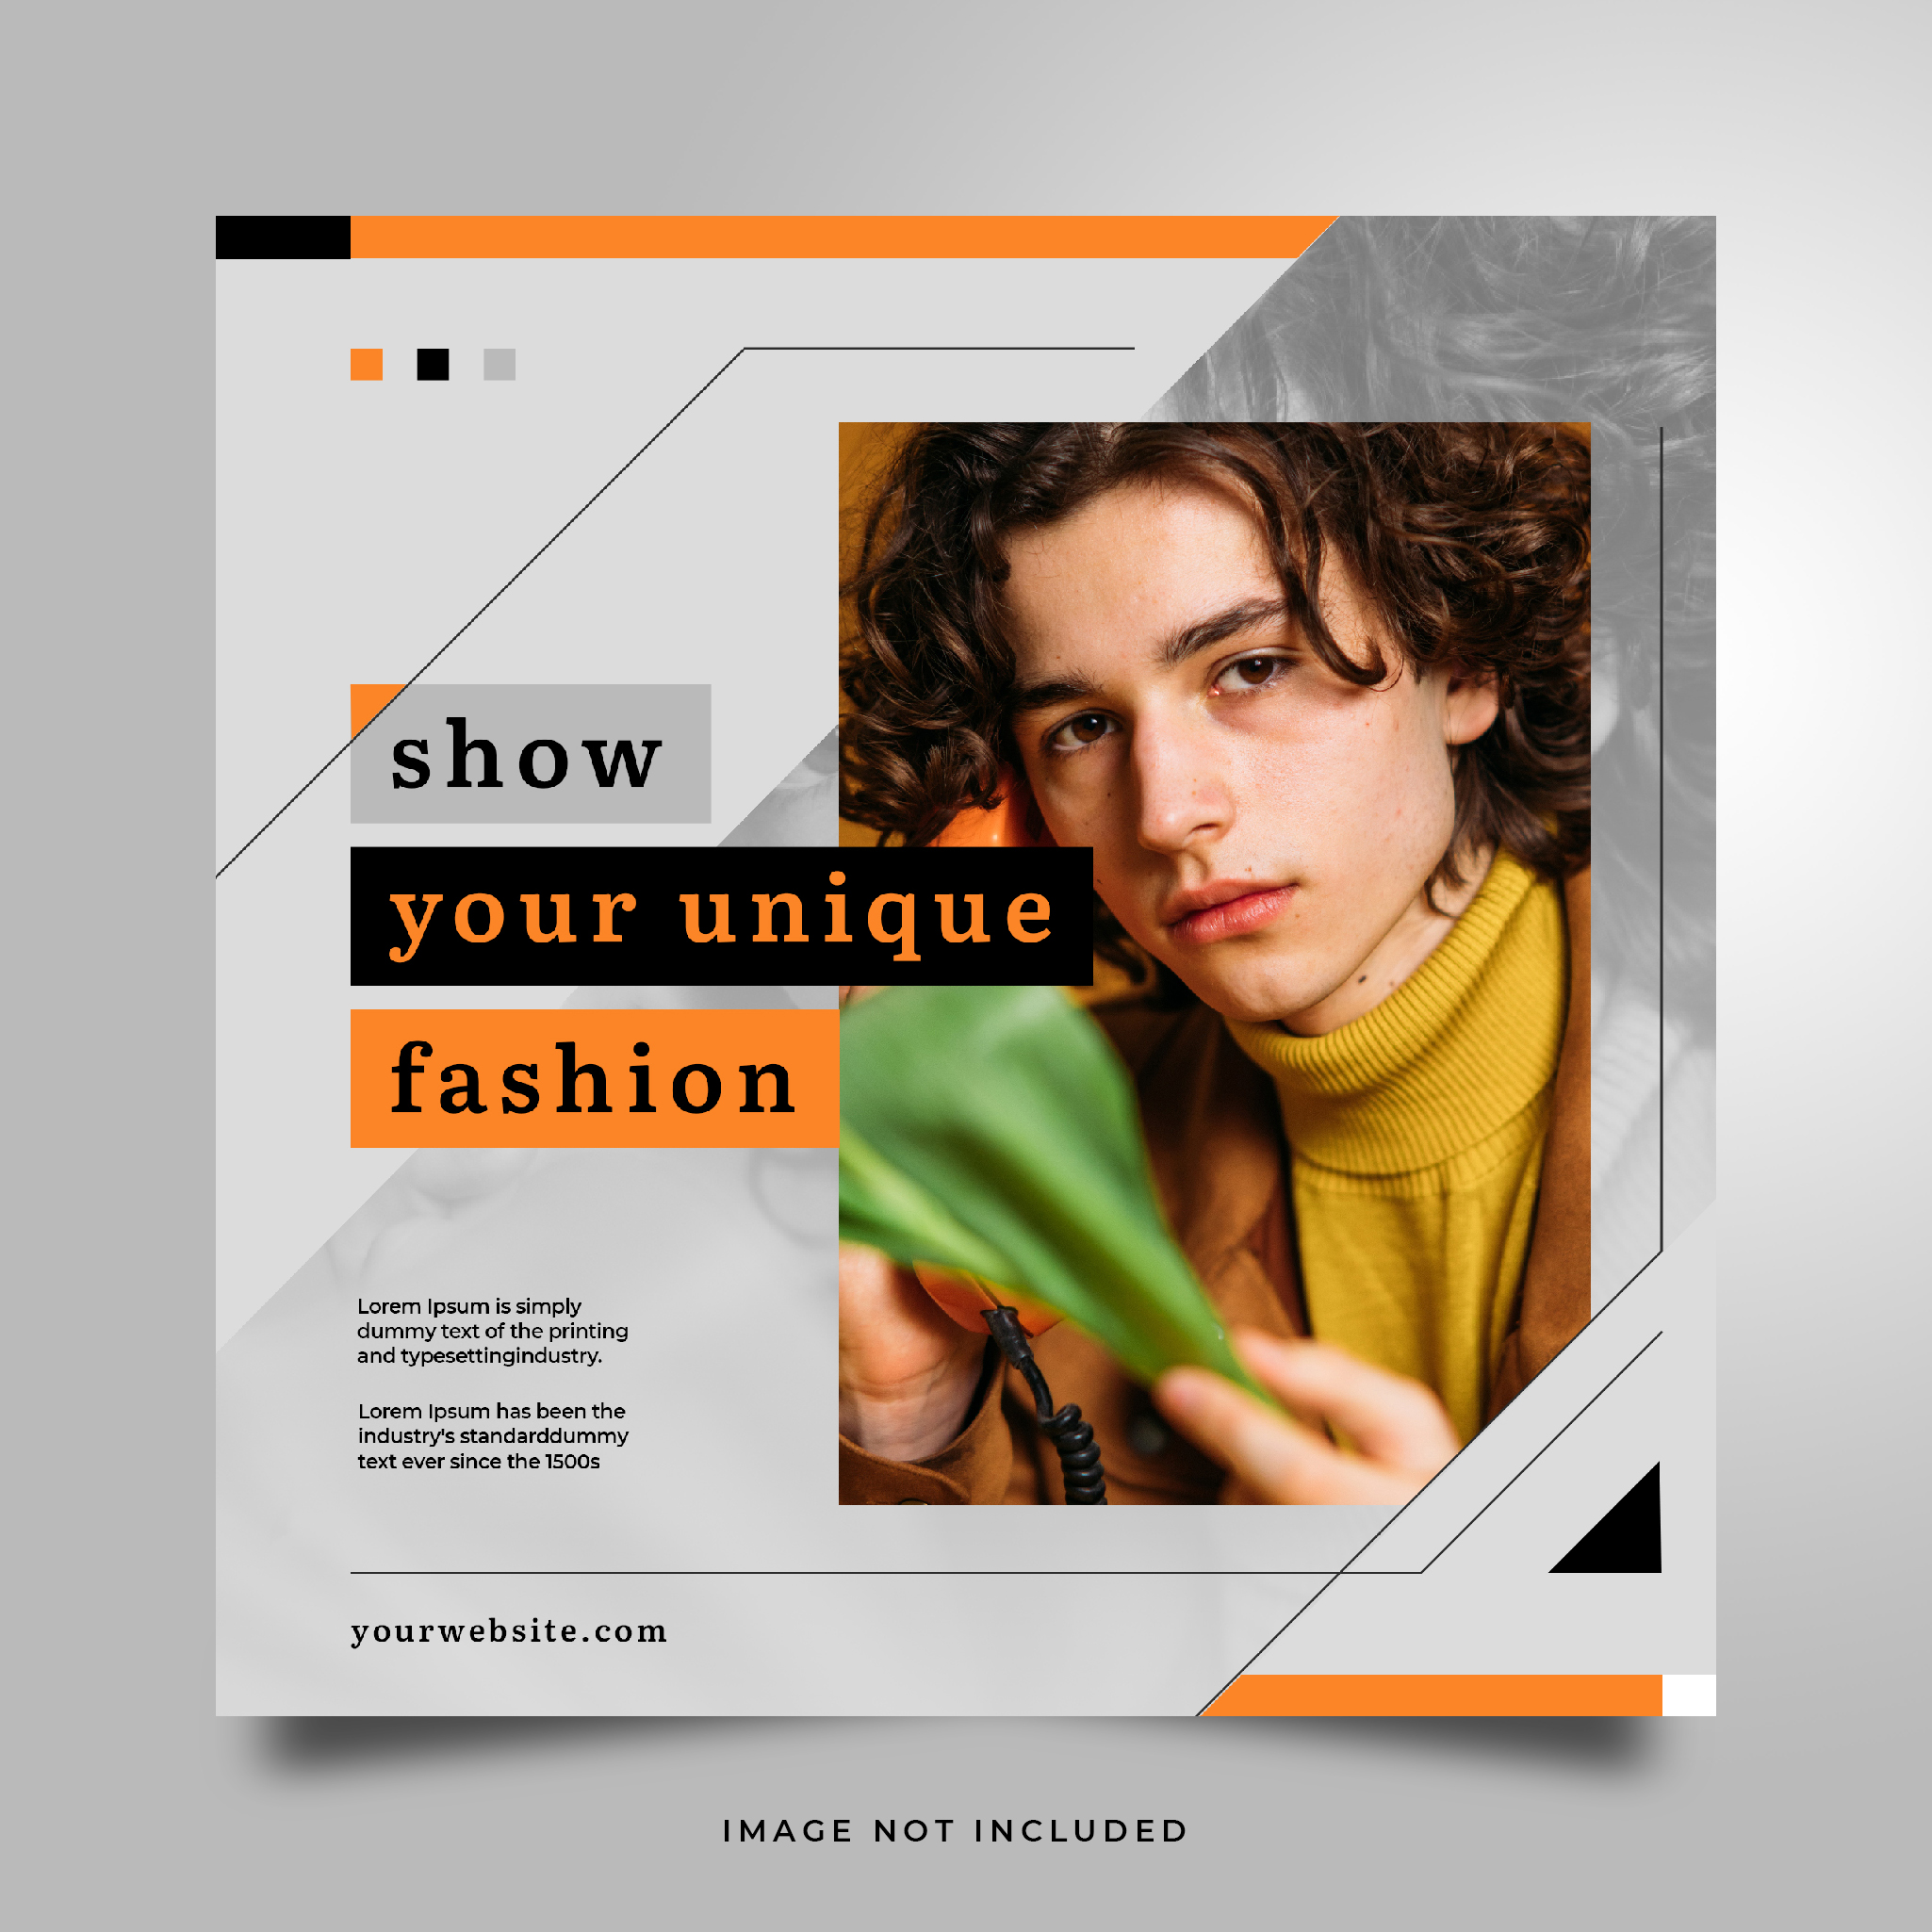 show
your unique
fashion
Lorem Ipsum is simply
dummy text of the printing
and typesettingindustry.
Lorem Ipsum has been the
industry's standarddummy
text ever since the 1500s
yourwebsite.com
IMAGE NOT INCLUDED